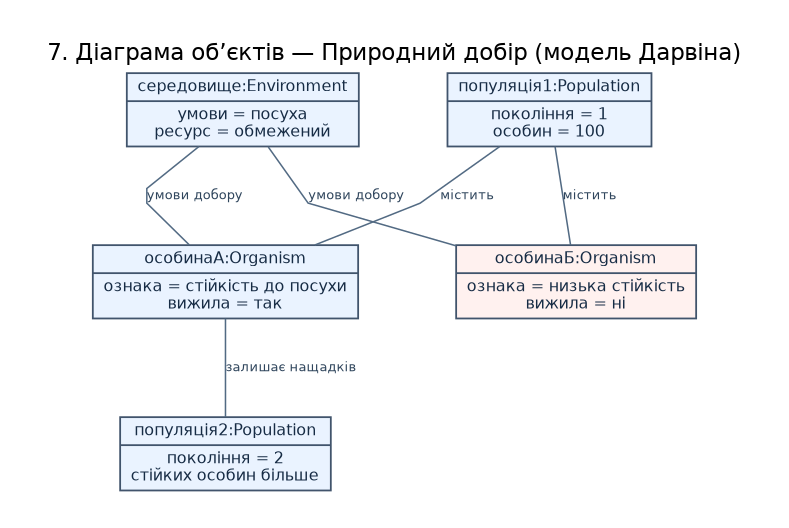 7. Діаграма об’єктів — Природний добір (модель Дарвіна)
середовище:Environment
умови = посуха
ресурс = обмежений
популяція1:Population
покоління = 1
особин = 100
умови добору
умови добору
містить
містить
особинаА:Organism
ознака = стійкість до посухи
вижила = так
особинаБ:Organism
ознака = низька стійкість
вижила = ні
залишає нащадків
популяція2:Population
покоління = 2
стійких особин більше